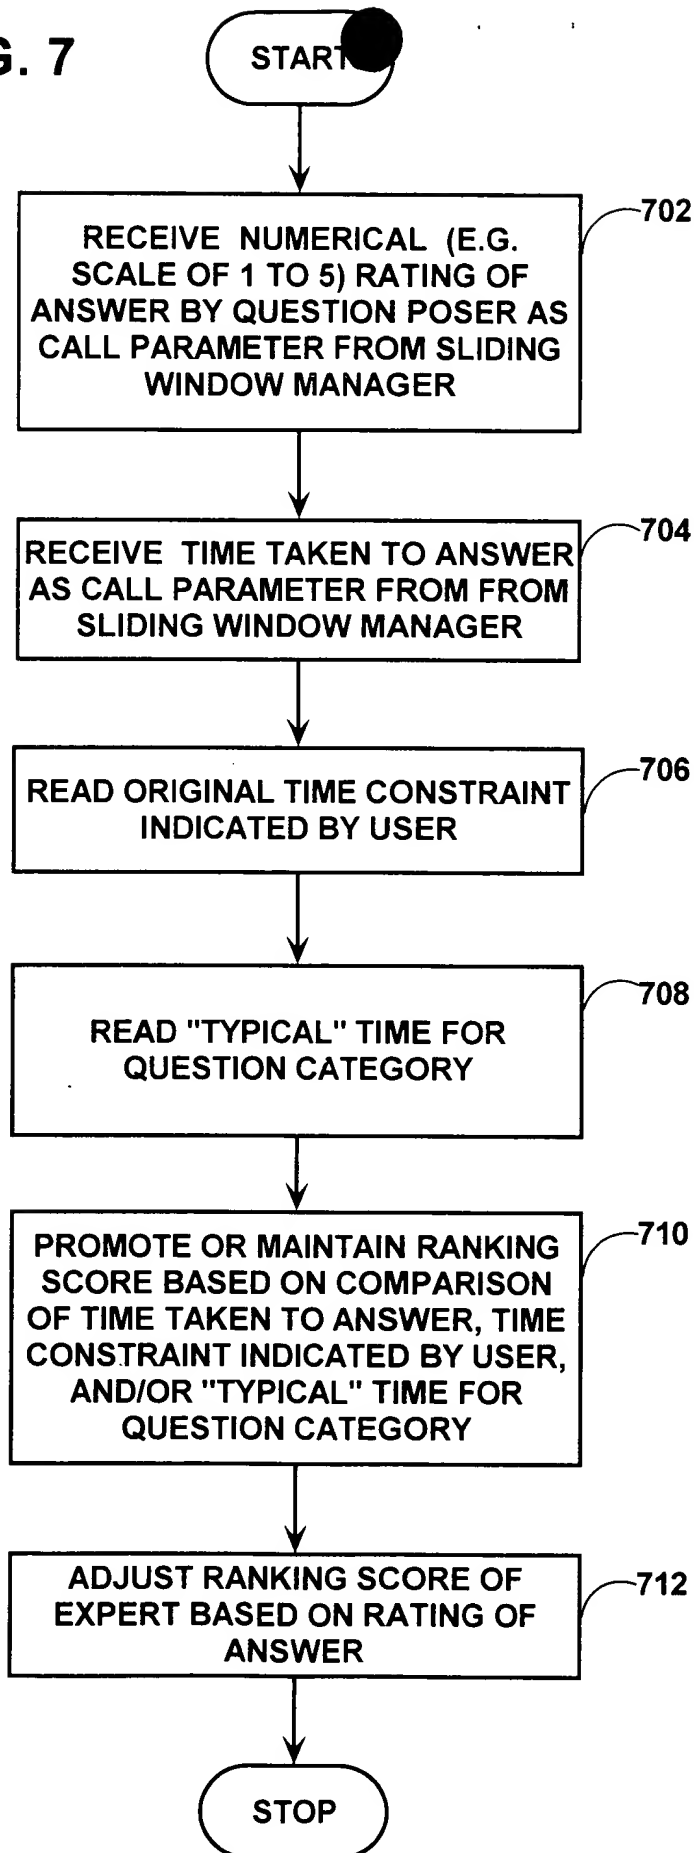 G. 7
START
702
RECEIVE NUMERICAL (E.G.
SCALE OF 1 TO 5) RATING OF
ANSWER BY QUESTION POSER AS
CALL PARAMETER FROM SLIDING
WINDOW MANAGER
704
RECEIVE TIME TAKEN TO ANSWER
AS CALL PARAMETER FROM FROM
SLIDING WINDOW MANAGER
706
READ ORIGINAL TIME CONSTRAINT
INDICATED BY USER
708
READ "TYPICAL" TIME FOR
QUESTION CATEGORY
710
PROMOTE OR MAINTAIN RANKING
SCORE BASED ON COMPARISON
OF TIME TAKEN TO ANSWER, TIME
CONSTRAINT INDICATED BY USER,
AND/OR "TYPICAL" TIME FOR
QUESTION CATEGORY
712
ADJUST RANKING SCORE OF
EXPERT BASED ON RATING OF
ANSWER
STOP